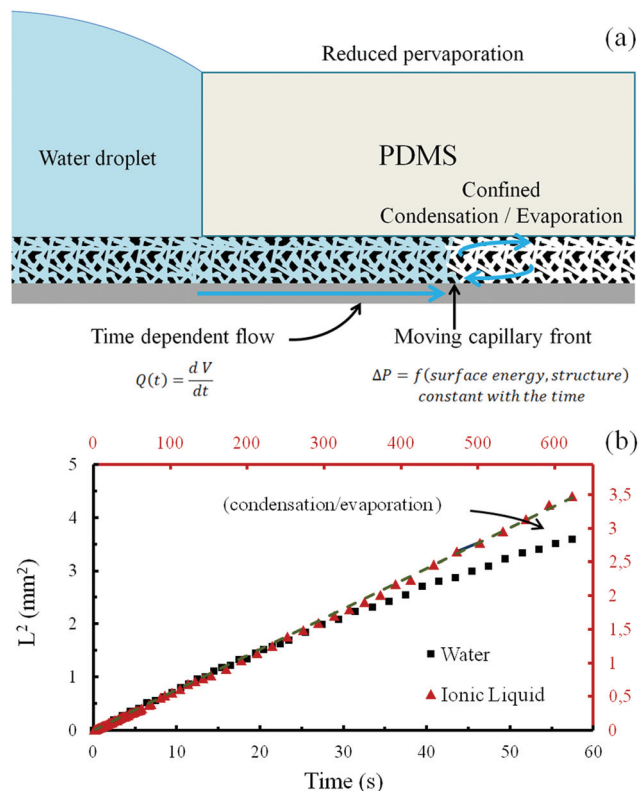 (a)
Reduced pervaporation
Water droplet
PDMS
Confined
Condensation / Evaporation
Time dependent flow
Moving capillary front
Q(t) = dV/dt
ΔP = f(surface energy, structure)
constant with the time
0 100 200 300 400 500 600
(b)
(condensation/evaporation)
5
4
3
2
1
0
L² (mm²)
3,5
3
2,5
2
1,5
1
0,5
0
Water
Ionic Liquid
0 10 20 30 40 50 60
Time (s)